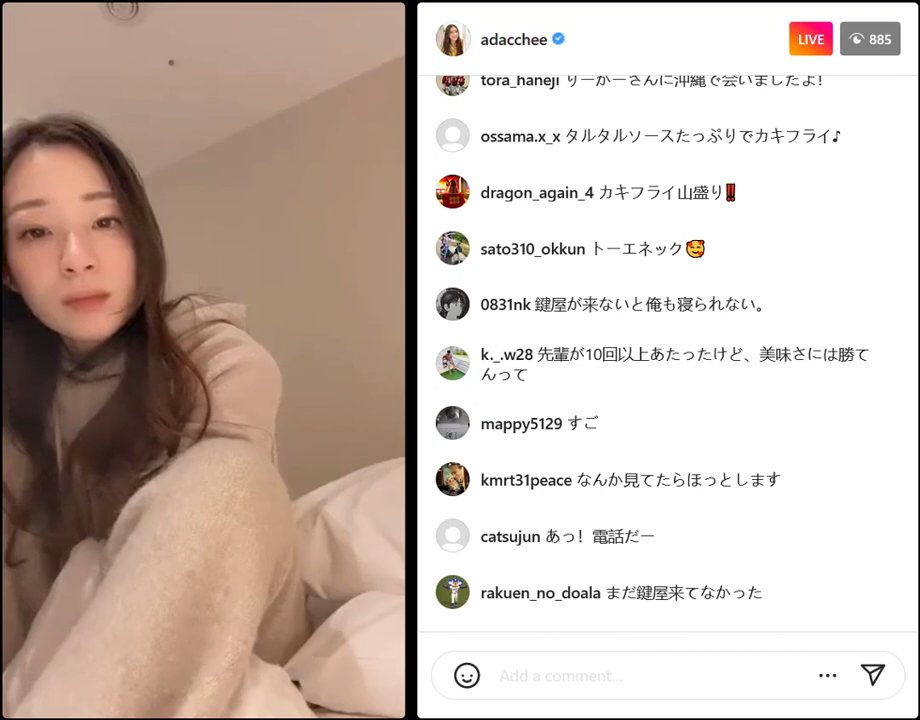 adacchee
LIVE
885
tora_haneji りーかーさんに沖縄で会いましたよ!
ossama.x_x タルタルソースたっぷりでカキフライ♪
dragon_again_4 カキフライ山盛り‼️
sato310_okkun トーエネック🥰
0831nk 鍵屋が来ないと俺も寝られない。
k._.w28 先輩が10回以上あたったけど、美味さには勝て
んって
mappy5129 すご
kmrt31peace なんか見てたらほっとします
catsujun あっ！電話だー
rakuen_no_doala まだ鍵屋来てなかった
Add a comment...